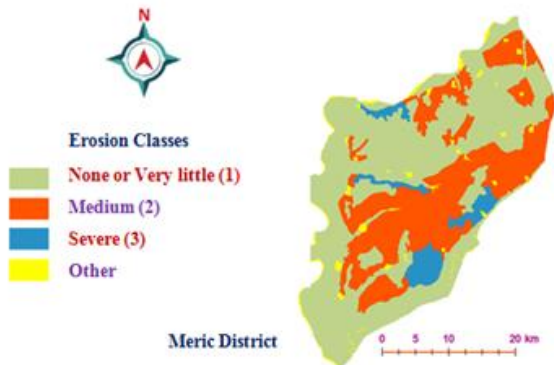 N
Erosion Classes
None or Very little (1)
Medium (2)
Severe (3)
Other
Meric District
0 5 10 20 km